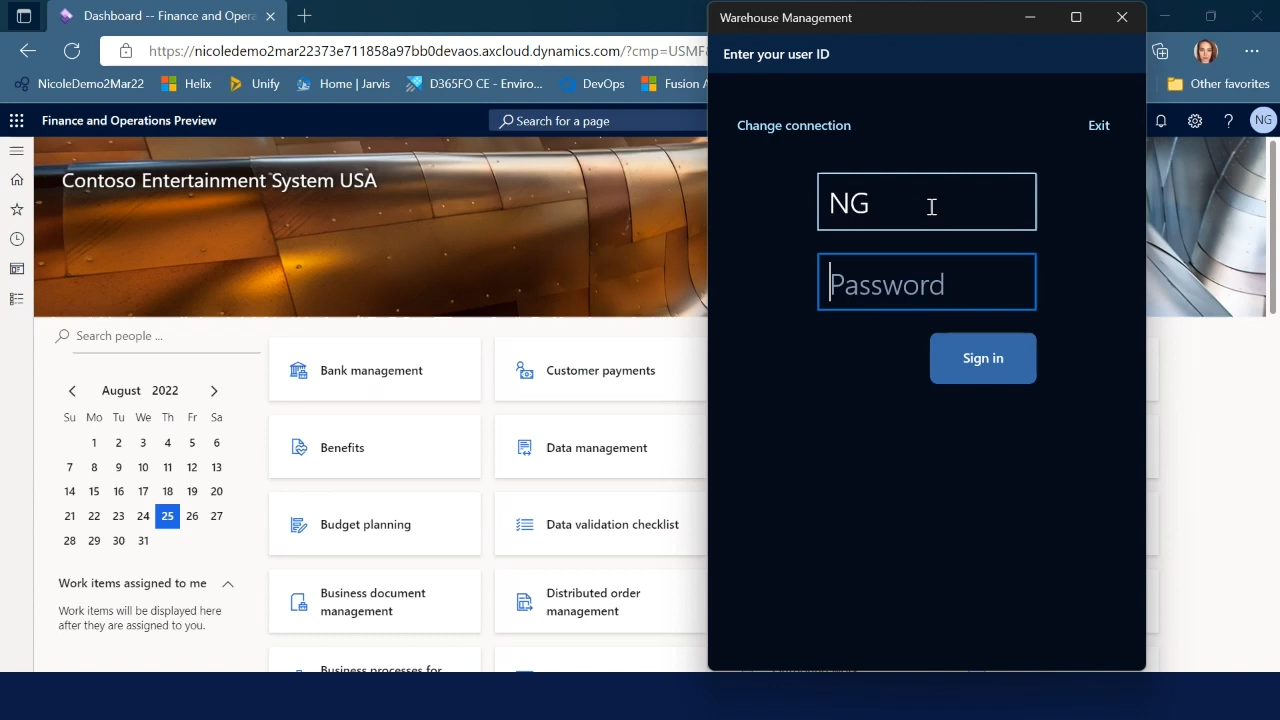 Dashboard -- Finance and Opera
https://nicoledemo2mar22373e711858a97bb0devaos.axcloud.dynamics.com/?cmp=USMF
NicoleDemo2Mar22
Helix
Unify
Home | Jarvis
D365FO CE - Enviro...
DevOps
Fusion
Other favorites
Finance and Operations Preview
Search for a page
NG
Contoso Entertainment System USA
Search people ...
August 2022
Su Mo Tu We Th Fr Sa
1 2 3 4 5 6
7 8 9 10 11 12 13
14 15 16 17 18 19 20
21 22 23 24 25 26 27
28 29 30 31
Work items assigned to me
Work items will be displayed here
after they are assigned to you.
Bank management
Customer payments
Benefits
Data management
Budget planning
Data validation checklist
Business document
management
Distributed order
management
Business processes for
Warehouse Management
Enter your user ID
Change connection
Exit
NG
Password
Sign in